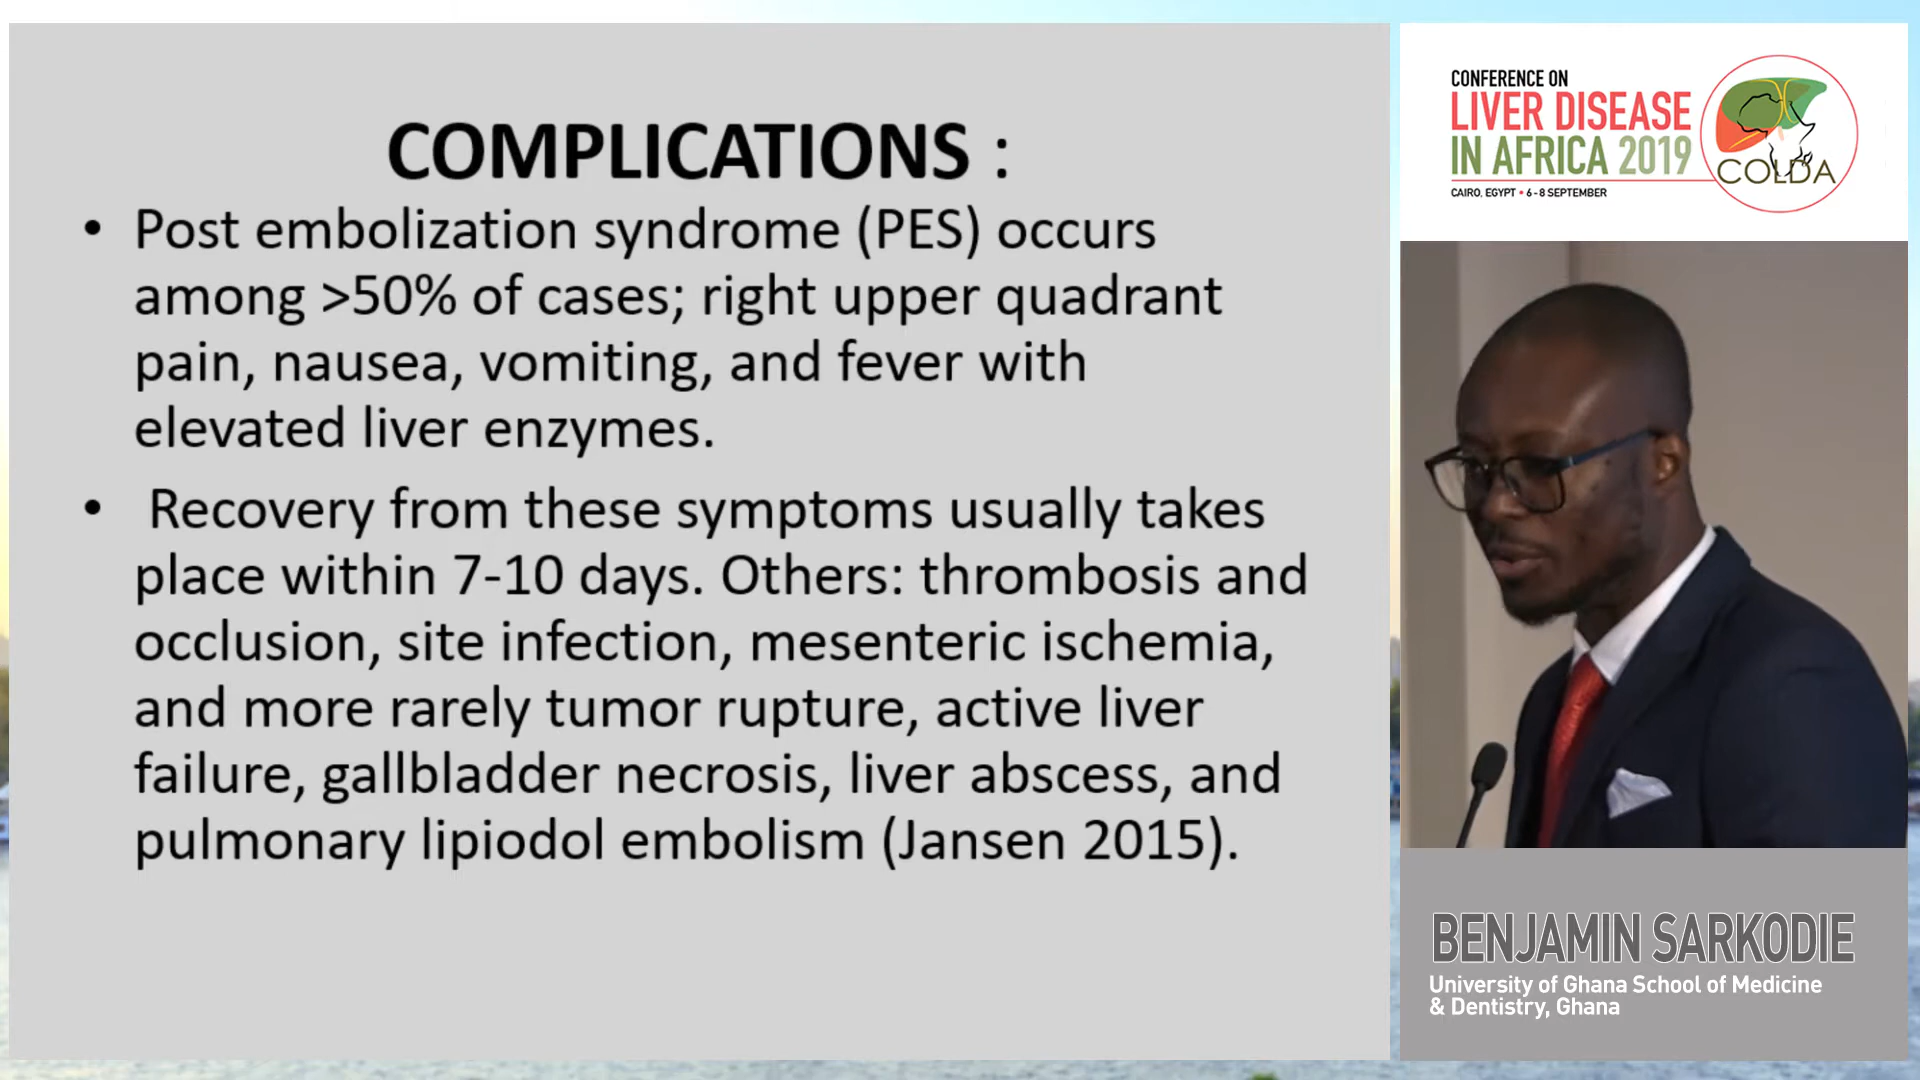 COMPLICATIONS :
• Post embolization syndrome (PES) occurs
among >50% of cases; right upper quadrant
pain, nausea, vomiting, and fever with
elevated liver enzymes.
• Recovery from these symptoms usually takes
place within 7-10 days. Others: thrombosis and
occlusion, site infection, mesenteric ischemia,
and more rarely tumor rupture, active liver
failure, gallbladder necrosis, liver abscess, and
pulmonary lipiodol embolism (Jansen 2015).
CONFERENCE ON
LIVER DISEASE
IN AFRICA 2019
CAIRO, EGYPT • 6-8 SEPTEMBER
COLDA
BENJAMIN SARKODIE
University of Ghana School of Medicine
& Dentistry, Ghana